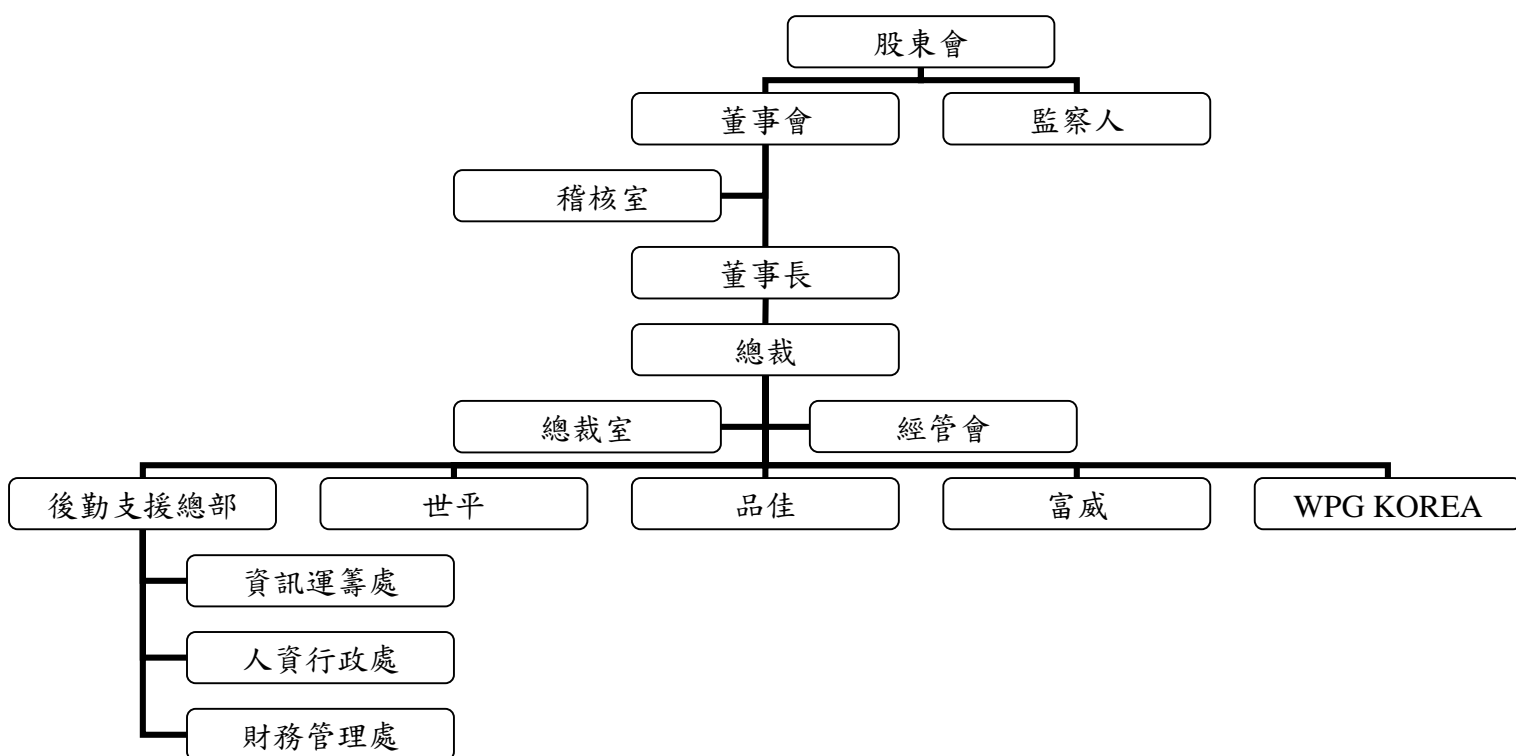 股東會
董事會
監察人
稽核室
董事長
總裁
總裁室
經管會
後勤支援總部
世平
品佳
富威
WPG KOREA
資訊運籌處
人資行政處
財務管理處